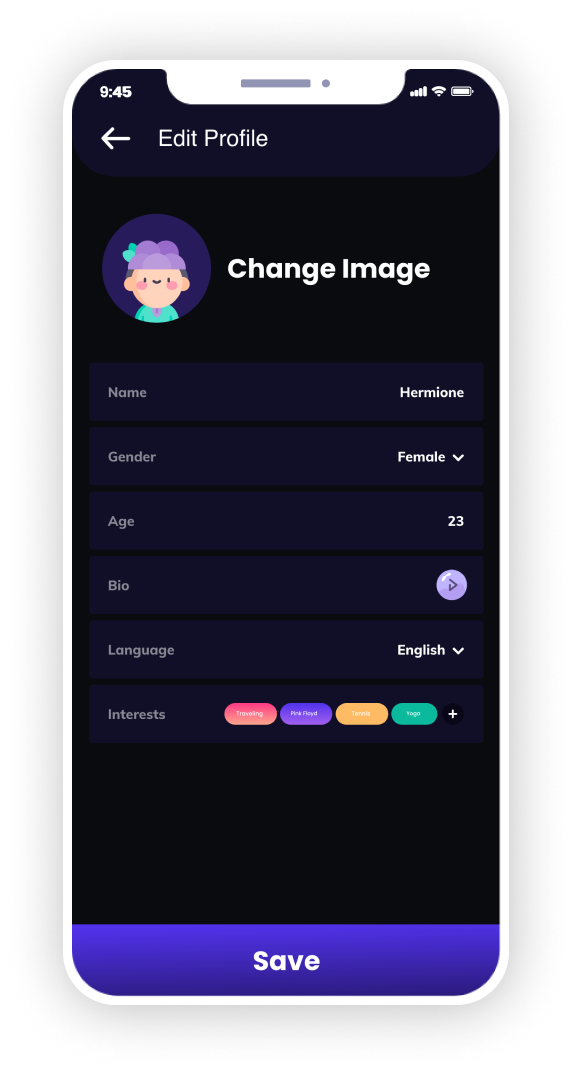 9:45
Edit Profile
Change Image
Name Hermione
Gender Female
Age 23
Bio
Language English
Interests Traveling Pink Floyd Tennis Yoga +
Save